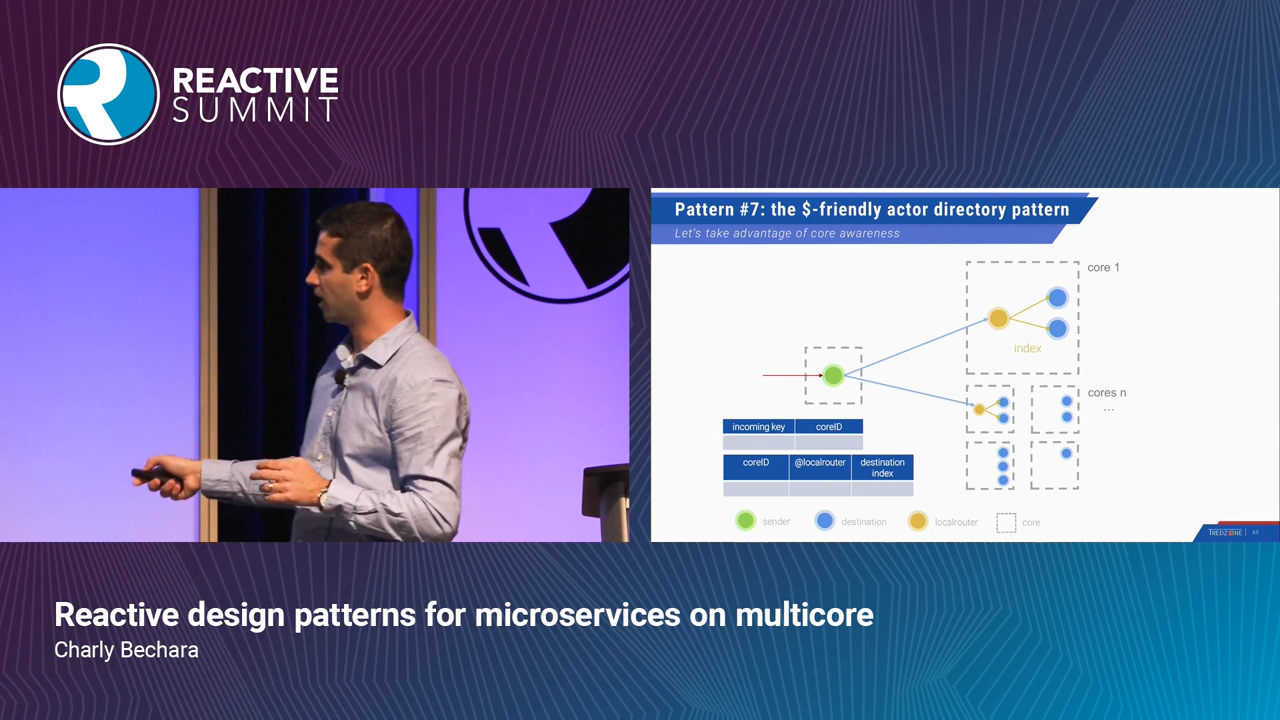 REACTIVE
SUMMIT
Pattern #7: the $-friendly actor directory pattern
Let's take advantage of core awareness
core 1
index
cores n
...
incoming key
coreID
coreID
@localrouter
destination
index
sender
destination
localrouter
core
TREDZONE
63
Reactive design patterns for microservices on multicore
Charly Bechara